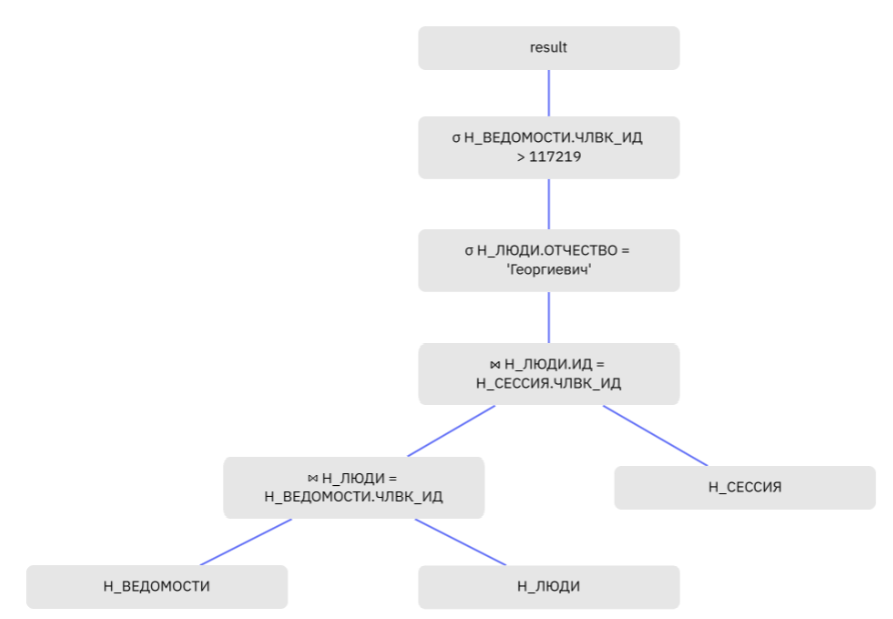 result
σ Н_ВЕДОМОСТИ.ЧЛВК_ИД
> 117219
σ Н_ЛЮДИ.ОТЧЕСТВО =
'Георгиевич'
⋈ Н_ЛЮДИ.ИД =
Н_СЕССИЯ.ЧЛВК_ИД
⋈ Н_ЛЮДИ =
Н_ВЕДОМОСТИ.ЧЛВК_ИД
Н_СЕССИЯ
Н_ВЕДОМОСТИ
Н_ЛЮДИ